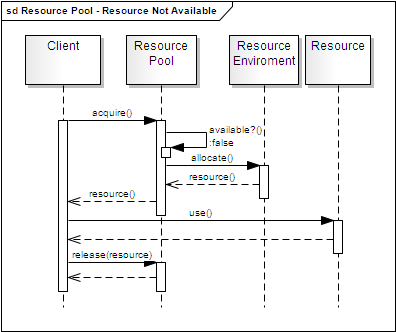 sd Resource Pool - Resource Not Available
Client
Resource
Pool
Resource
Enviroment
Resource
acquire()
available?()
:false
allocate()
resource()
resource()
use()
release(resource)